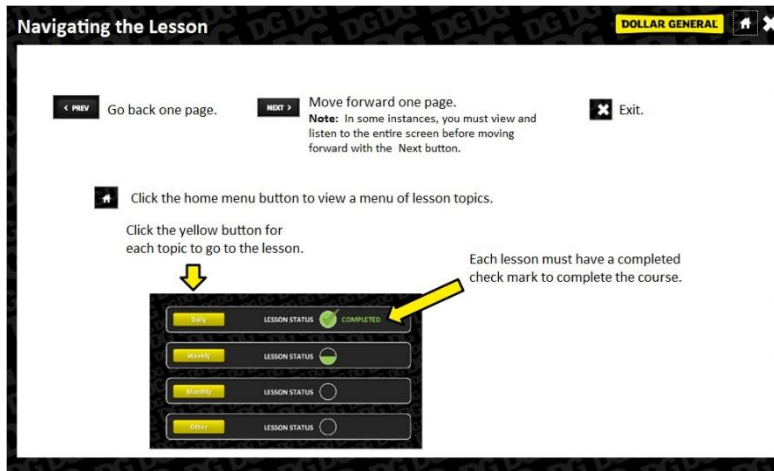 Navigating the Lesson
DOLLAR GENERAL
< PREV
Go back one page.
NEXT >
Move forward one page.
Note: In some instances, you must view and
listen to the entire screen before moving
forward with the Next button.
Exit.
Click the home menu button to view a menu of lesson topics.
Click the yellow button for
each topic to go to the lesson.
Each lesson must have a completed
check mark to complete the course.
Daily LESSON STATUS COMPLETED
Weekly LESSON STATUS
Monthly LESSON STATUS
Other LESSON STATUS